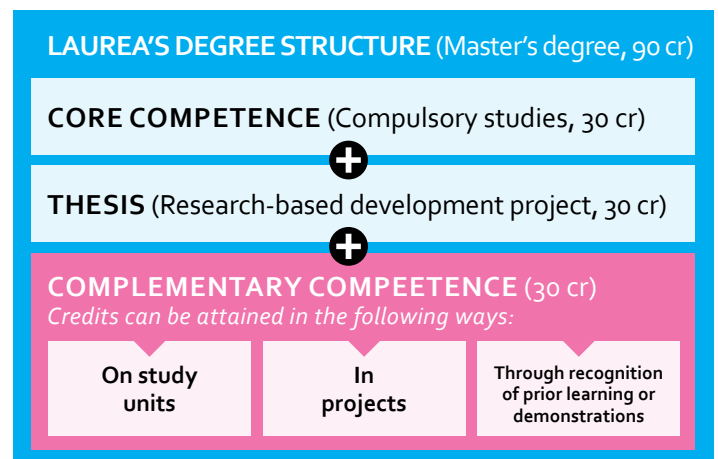 LAUREA'S DEGREE STRUCTURE (Master's degree, 90 cr)
CORE COMPETENCE (Compulsory studies, 30 cr)
+
THESIS (Research-based development project, 30 cr)
+
COMPLEMENTARY COMPEETENCE (30 cr)
Credits can be attained in the following ways:
On study
units
In
projects
Through recognition
of prior learning or
demonstrations